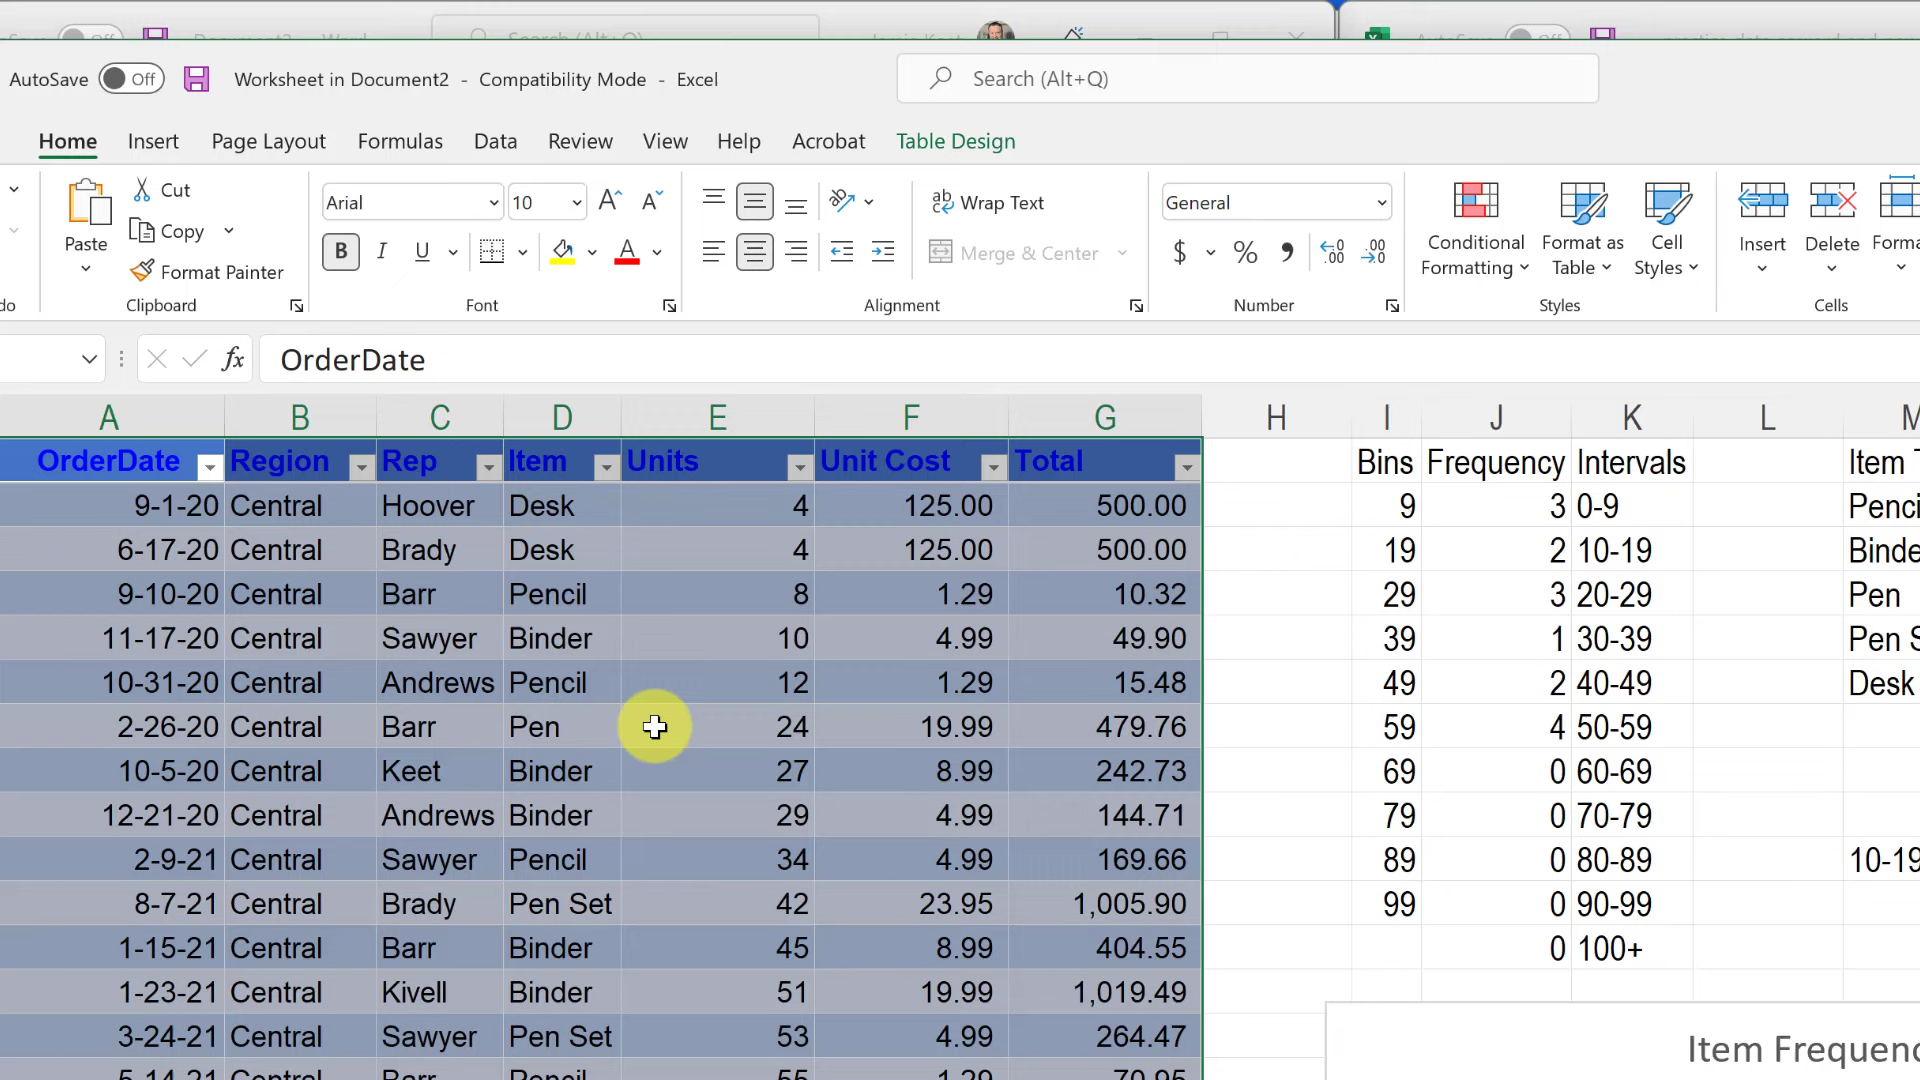 AutoSave Off Worksheet in Document2 - Compatibility Mode - Excel Search (Alt+Q)
Home Insert Page Layout Formulas Data Review View Help Acrobat Table Design
Paste Cut Copy Format Painter Clipboard
Arial 10 B I U A Font
ab Wrap Text Merge & Center Alignment
General $ % Number
Conditional Formatting Format as Table Cell Styles Styles
Insert Delete Cells
fx OrderDate
A B C D E F G H I J K L
OrderDate Region Rep Item Units Unit Cost Total Bins Frequency Intervals Item
9-1-20 Central Hoover Desk 4 125.00 500.00 9 3 0-9
6-17-20 Central Brady Desk 4 125.00 500.00 19 2 10-19
9-10-20 Central Barr Pencil 8 1.29 10.32 29 3 20-29 Pen
11-17-20 Central Sawyer Binder 10 4.99 49.90 39 1 30-39 Pen
10-31-20 Central Andrews Pencil 12 1.29 15.48 49 2 40-49 Desk
2-26-20 Central Barr Pen 24 19.99 479.76 59 4 50-59
10-5-20 Central Keet Binder 27 8.99 242.73 69 0 60-69
12-21-20 Central Andrews Binder 29 4.99 144.71 79 0 70-79
2-9-21 Central Sawyer Pencil 34 4.99 169.66 89 0 80-89 10-19
8-7-21 Central Brady Pen Set 42 23.95 1,005.90 99 0 90-99
1-15-21 Central Barr Binder 45 8.99 404.55 0 100+
1-23-21 Central Kivell Binder 51 19.99 1,019.49
3-24-21 Central Sawyer Pen Set 53 4.99 264.47 Item